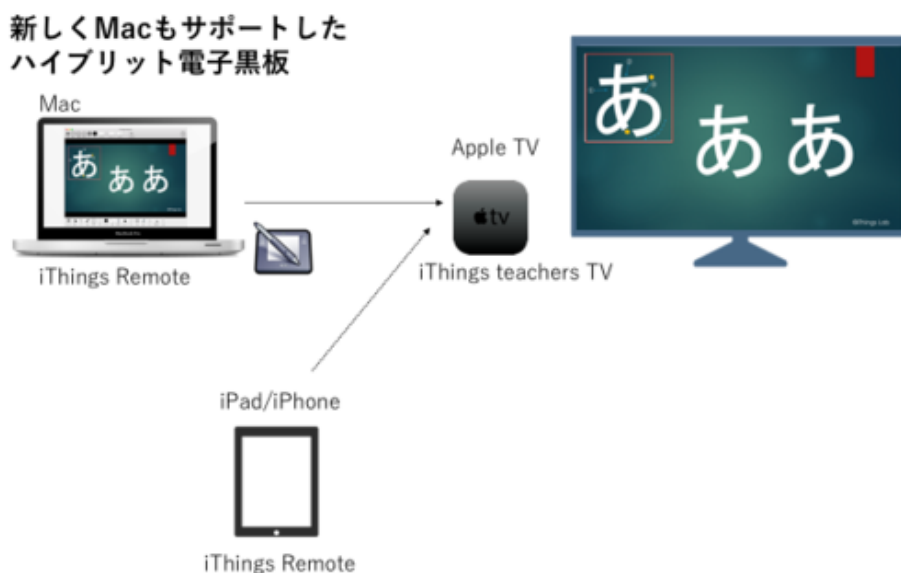 新しくMacもサポートした
ハイブリット電子黒板
Mac
あ
あ あ
iThings Remote
Apple TV
tv
iThings teachers TV
あ
あ あ
iThings Lab
iPad/iPhone
iThings Remote